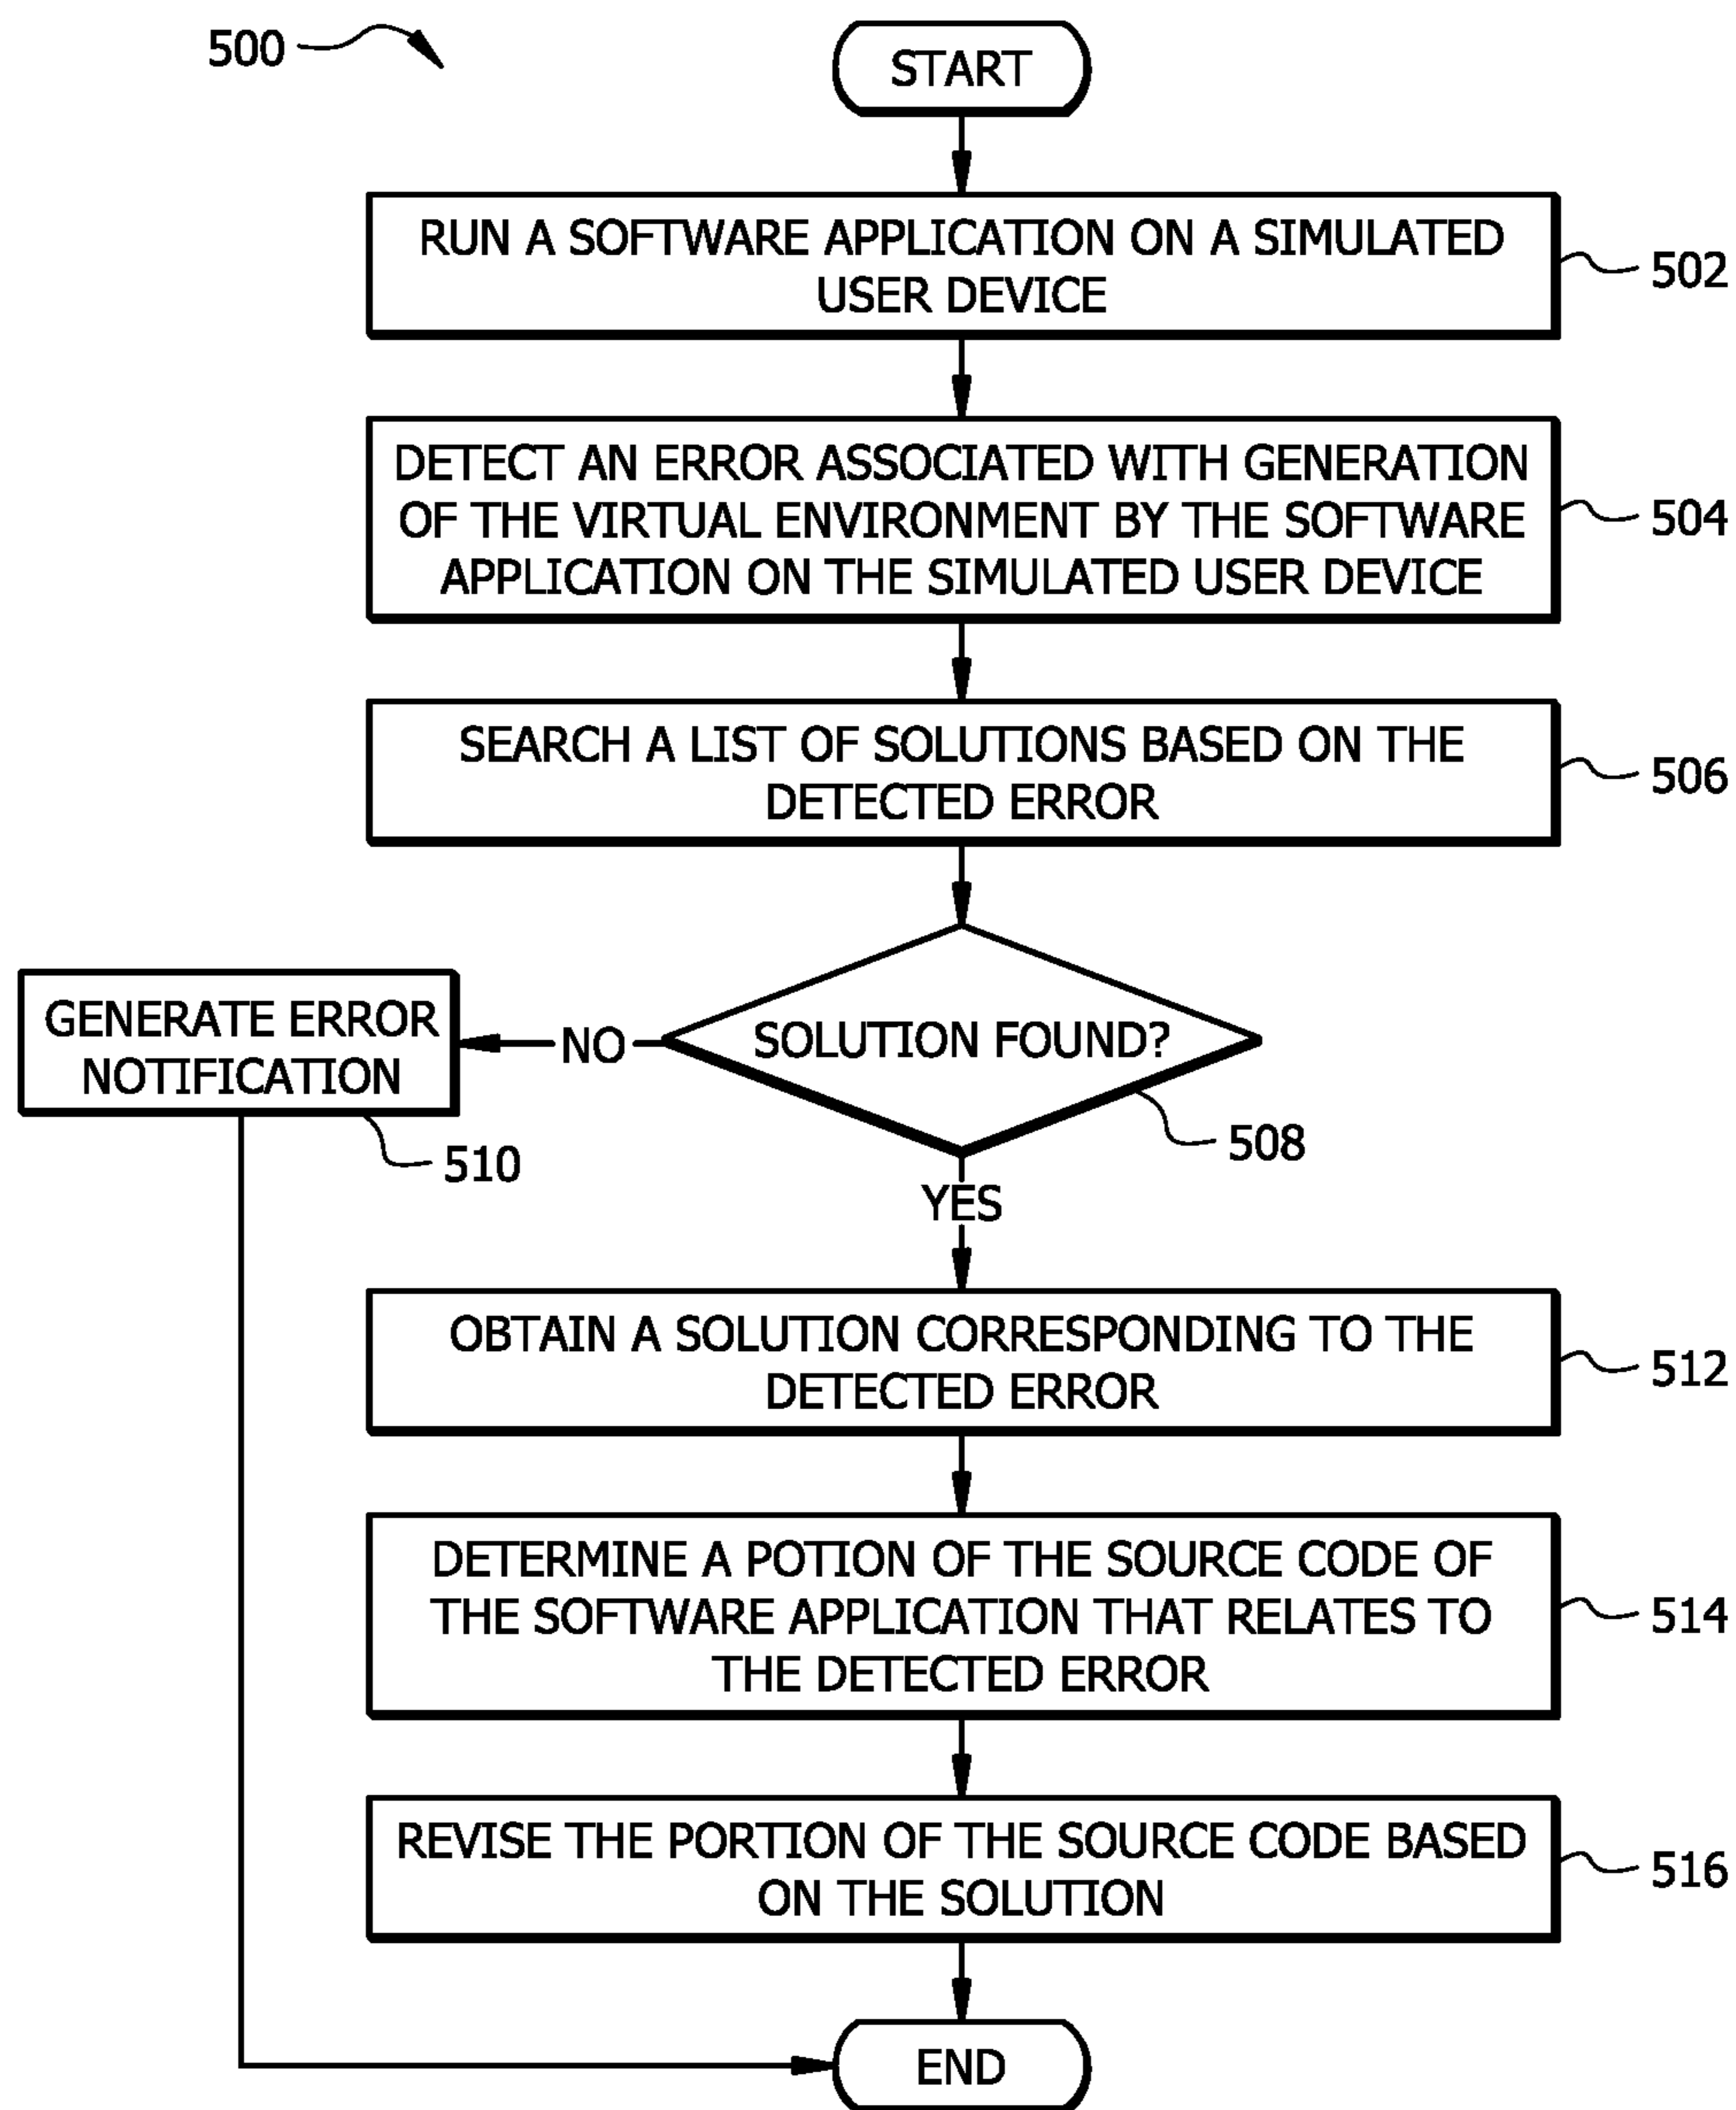 500
START
RUN A SOFTWARE APPLICATION ON A SIMULATED
USER DEVICE
502
DETECT AN ERROR ASSOCIATED WITH GENERATION
OF THE VIRTUAL ENVIRONMENT BY THE SOFTWARE
APPLICATION ON THE SIMULATED USER DEVICE
504
SEARCH A LIST OF SOLUTIONS BASED ON THE
DETECTED ERROR
506
SOLUTION FOUND?
508
NO
GENERATE ERROR
NOTIFICATION
510
YES
OBTAIN A SOLUTION CORRESPONDING TO THE
DETECTED ERROR
512
DETERMINE A POTION OF THE SOURCE CODE OF
THE SOFTWARE APPLICATION THAT RELATES TO
THE DETECTED ERROR
514
REVISE THE PORTION OF THE SOURCE CODE BASED
ON THE SOLUTION
516
END